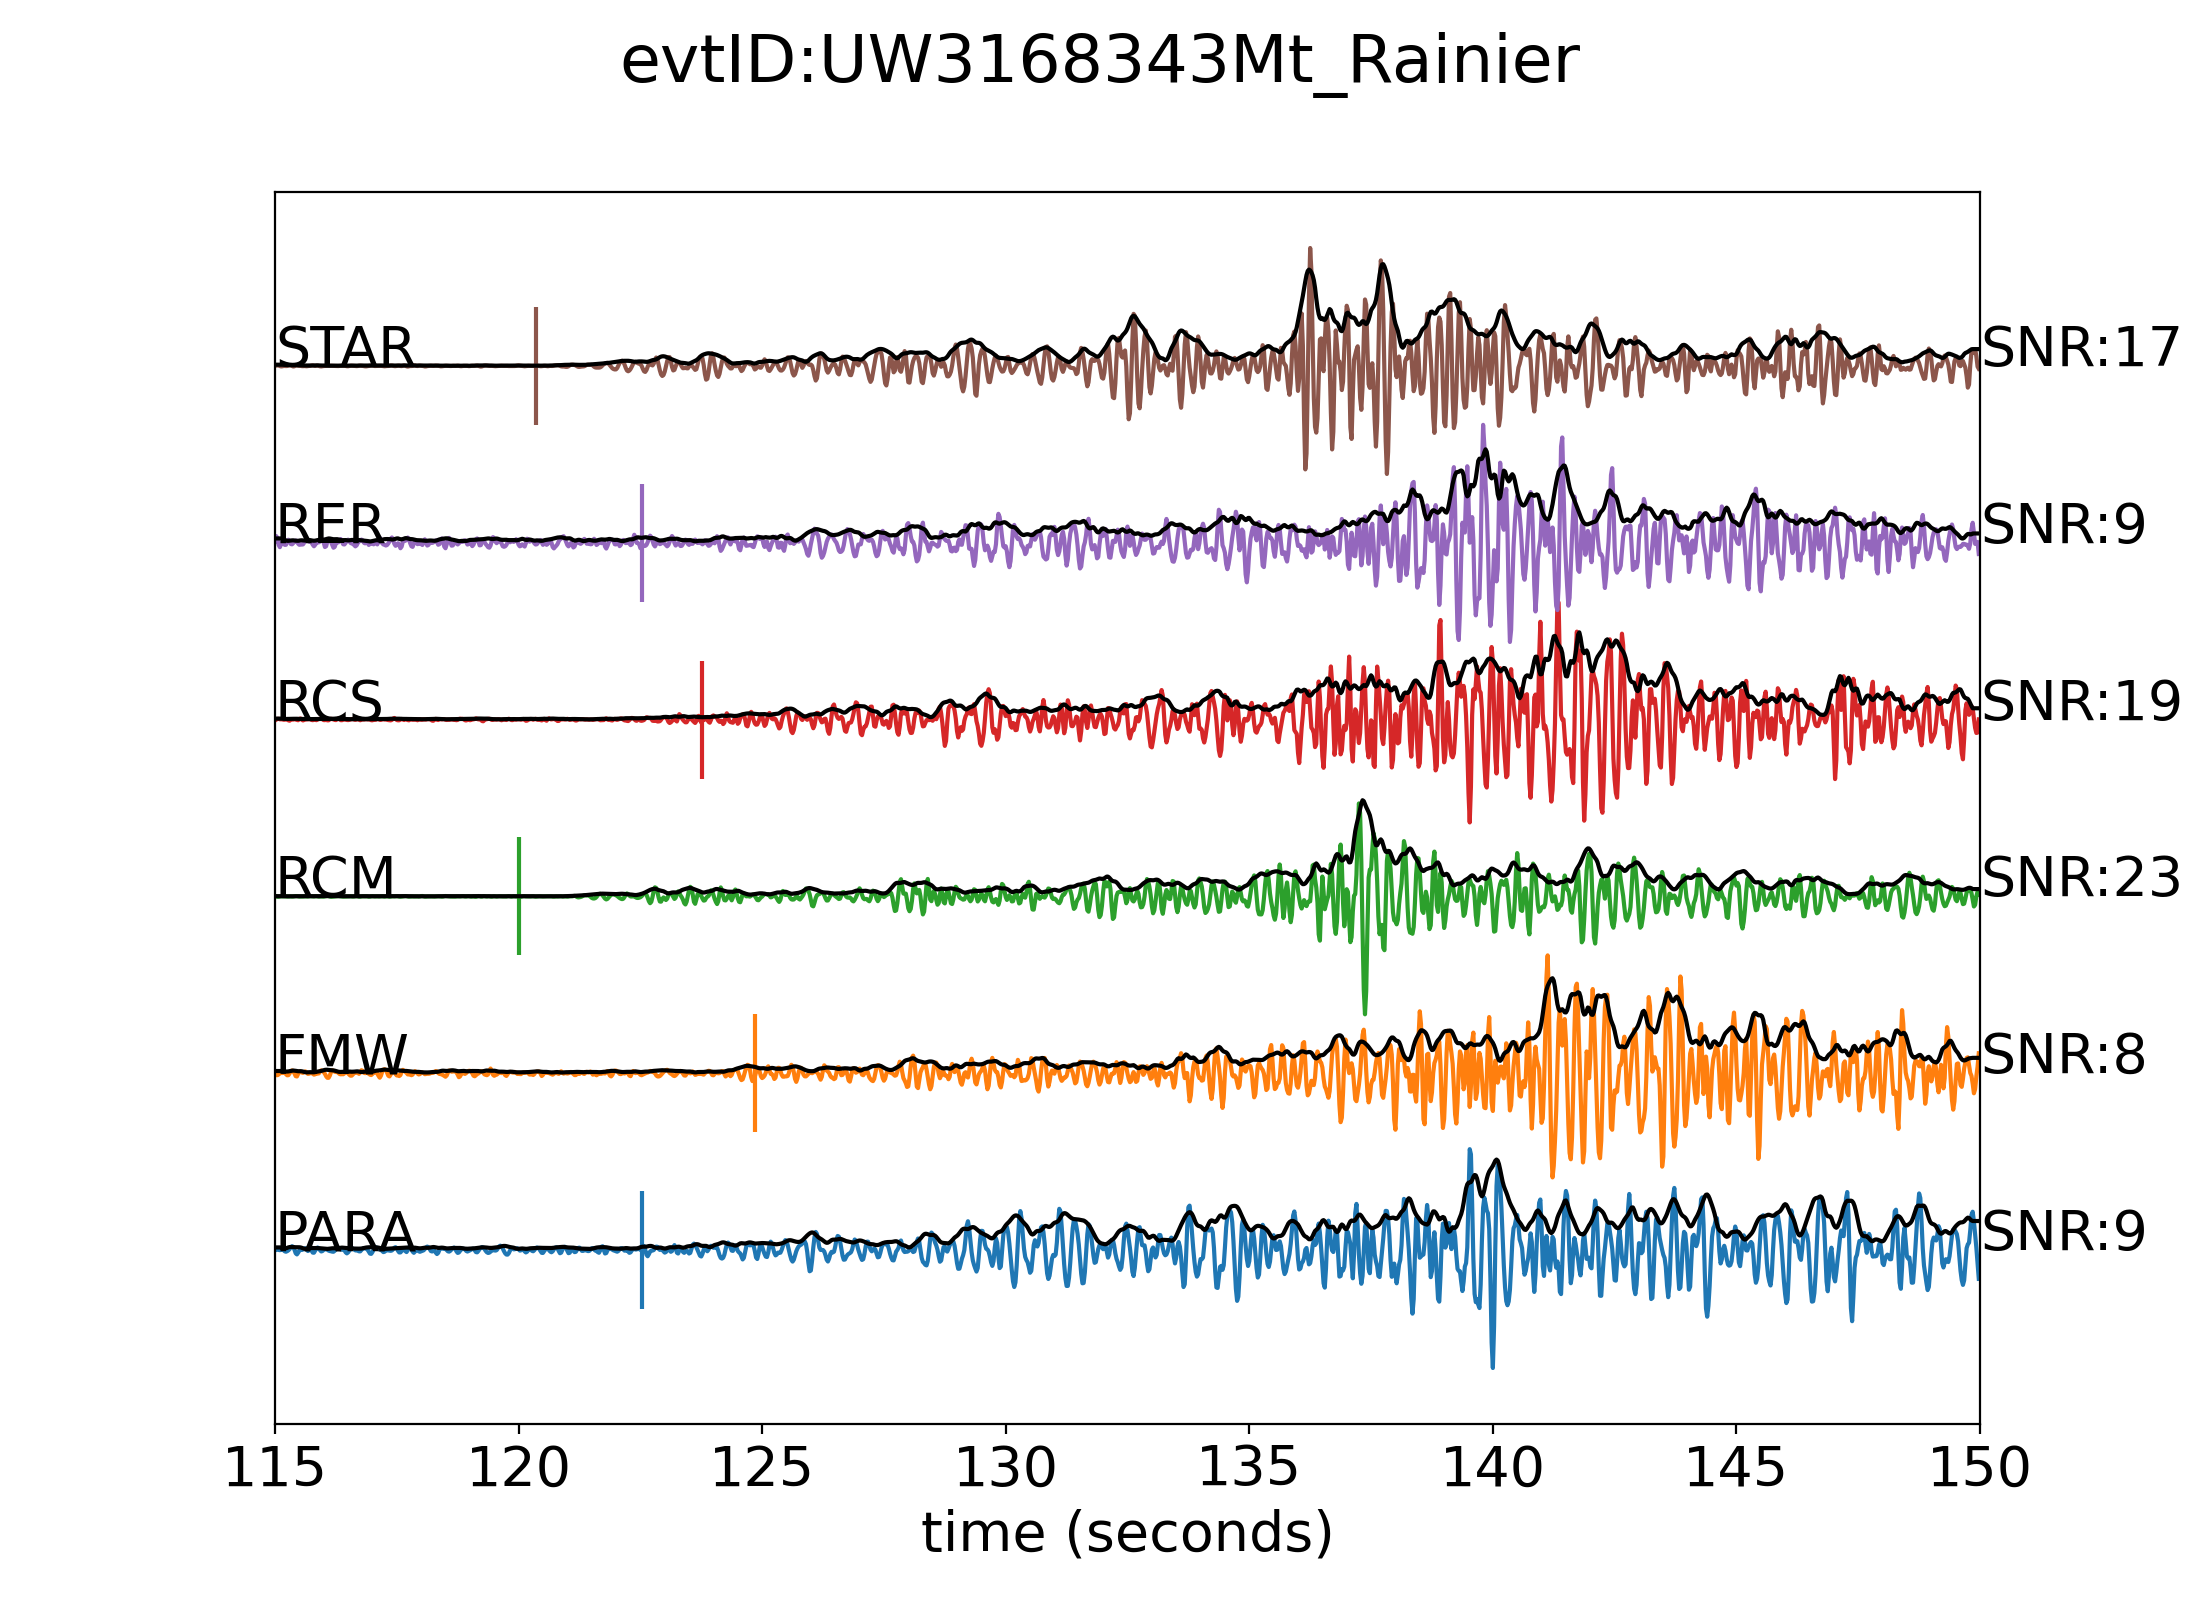 evtID:UW3168343Mt_Rainier
STAR SNR:17
RER SNR:9
RCS SNR:19
RCM SNR:23
FMW SNR:8
PARA SNR:9
115 120 125 130 135 140 145 150
time (seconds)